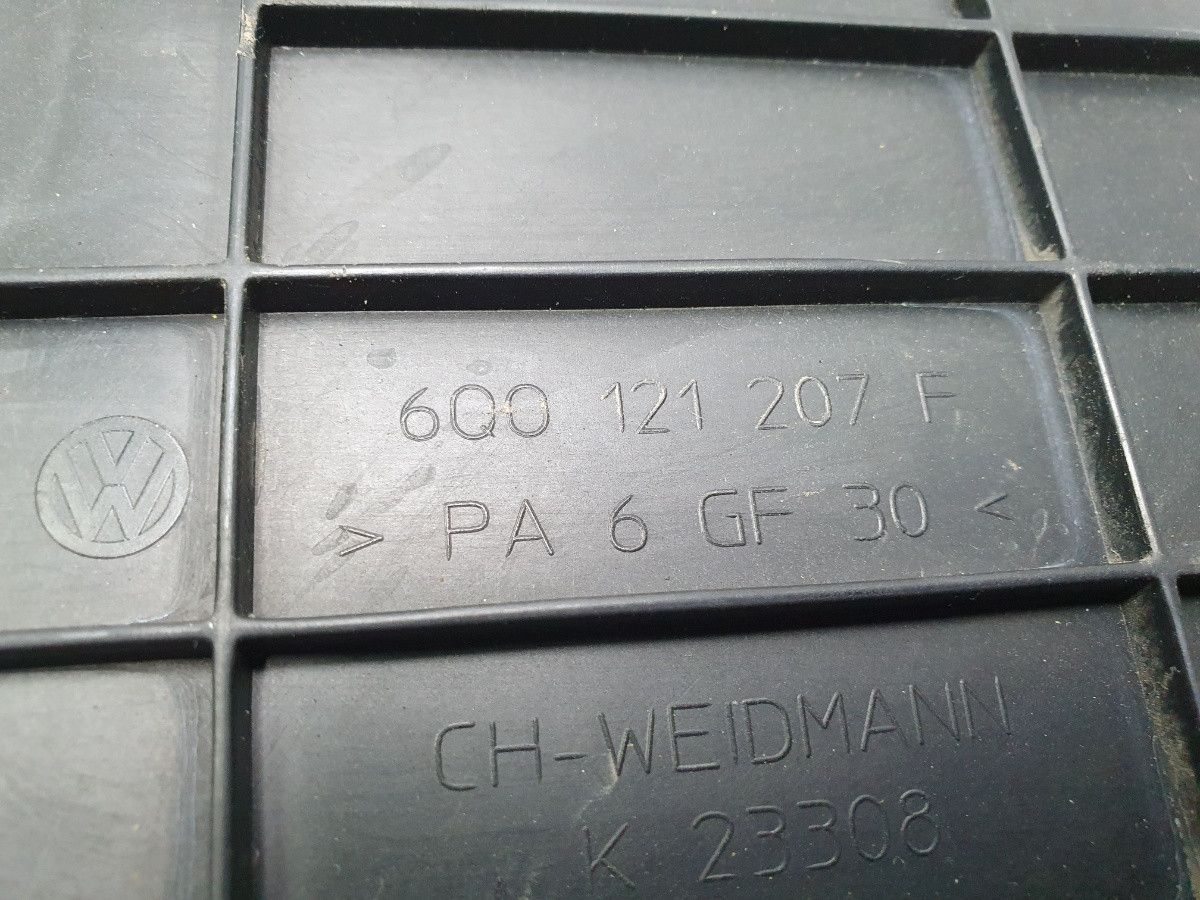 6Q0 121 207 F
> PA 6 GF 30 <
CH-WEIDMANN
K 23308